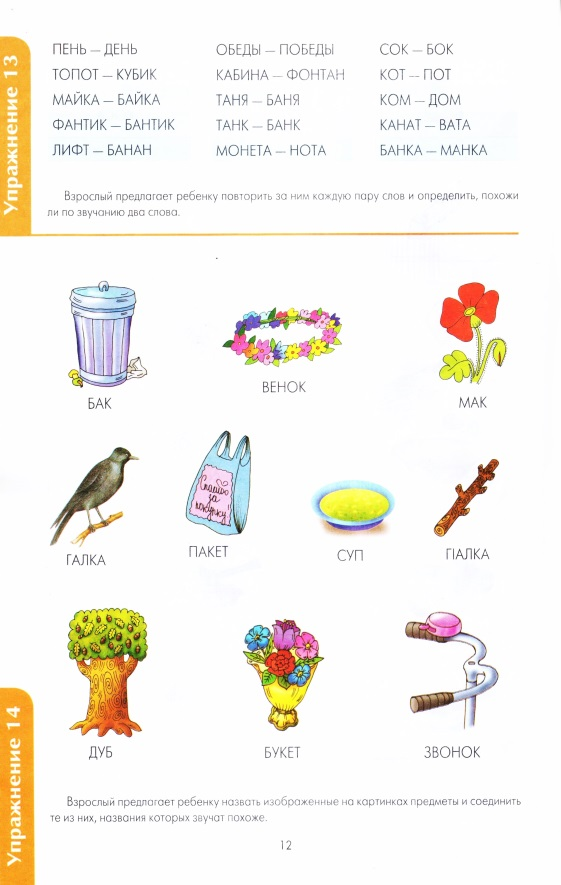 Упражнение 13
ПЕНЬ — ДЕНЬ ОБЕДЫ — ПОБЕДЫ СОК — БОК
ТОПОТ — КУБИК КАБИНА — ФОНТАН КОТ — ПОТ
МАЙКА — БАЙКА ТАНЯ — БАНЯ КОМ — ДОМ
ФАНТИК — БАНТИК ТАНК — БАНК КАНАТ — ВАТА
ЛИФТ — БАНАН МОНЕТА — НОТА БАНКА — МАНКА
Взрослый предлагает ребенку повторить за ним каждую пару слов и определить, похожи
ли по звучанию два слова.
БАК ВЕНОК МАК
Спасибо
за
покупку!
ГАЛКА ПАКЕТ СУП ПАЛКА
ДУБ БУКЕТ ЗВОНОК
Упражнение 14
Взрослый предлагает ребенку назвать изображенные на картинках предметы и соединить
те из них, названия которых звучат похоже.
12